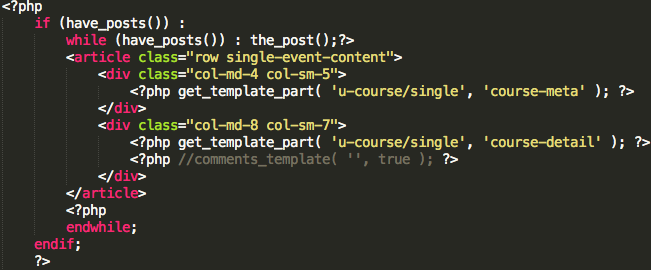 <?php
if (have_posts()) :
while (have_posts()) : the_post();?>
<article class="row single-event-content">
<div class="col-md-4 col-sm-5">
<?php get_template_part( 'u-course/single', 'course-meta' ); ?>
</div>
<div class="col-md-8 col-sm-7">
<?php get_template_part( 'u-course/single', 'course-detail' ); ?>
<?php //comments_template( '', true ); ?>
</div>
</article>
<?php
endwhile;
endif;
?>